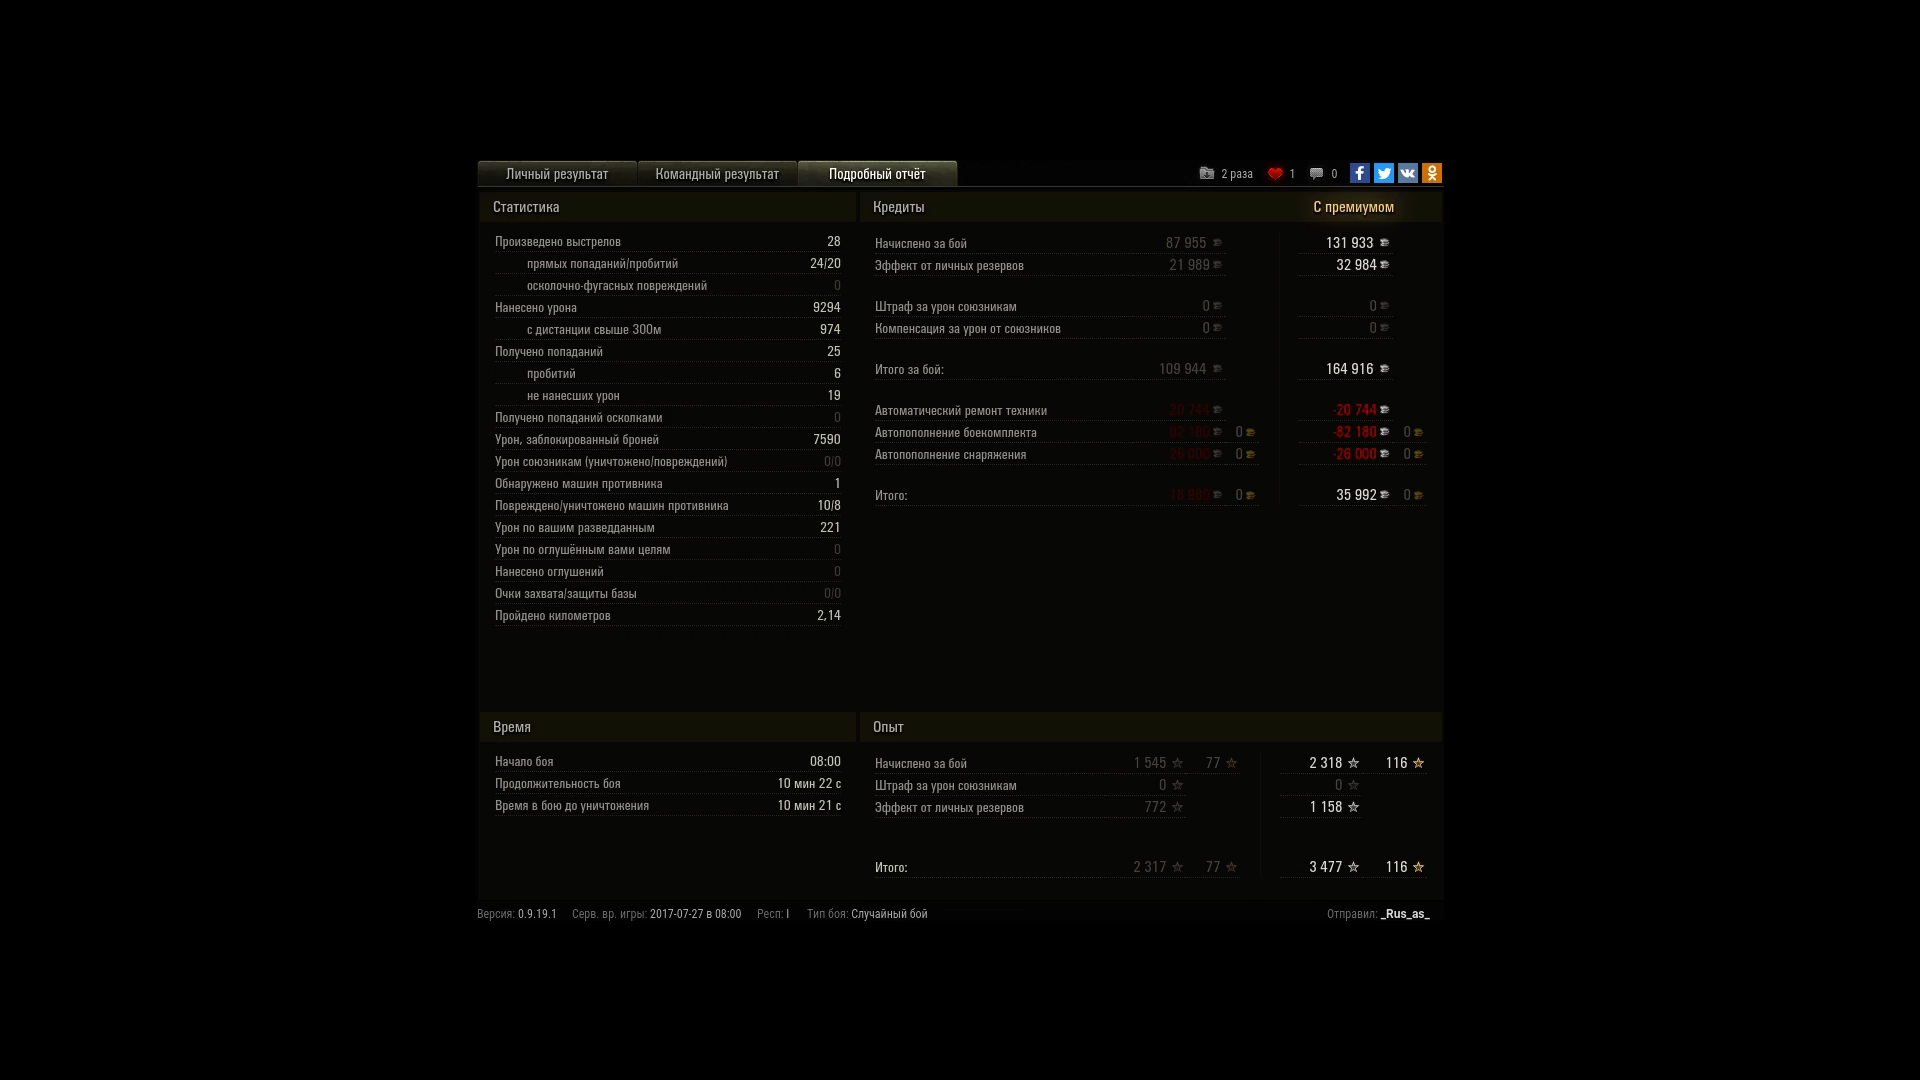 Личный результат Командный результат Подробный отчёт 2 раза 1 0
Статистика
Произведено выстрелов 28
прямых попаданий/пробитий 24/20
осколочно-фугасных повреждений 0
Нанесено урона 9294
с дистанции свыше 300м 974
Получено попаданий 25
пробитий 6
не нанесших урон 19
Получено попаданий осколками 0
Урон, заблокированный броней 7590
Урон союзникам (уничтожено/повреждений) 0/0
Обнаружено машин противника 1
Повреждено/уничтожено машин противника 10/8
Урон по вашим разведданным 221
Урон по оглушённым вами целям 0
Нанесено оглушений 0
Очки захвата/защиты базы 0/0
Пройдено километров 2,14
Кредиты С премиумом
Начислено за бой 87 955 131 933
Эффект от личных резервов 21 989 32 984
Штраф за урон союзникам 0 0
Компенсация за урон от союзников 0 0
Итого за бой: 109 944 164 916
Автоматический ремонт техники -20 744 -20 744
Автопополнение боекомплекта -82 180 0 -82 180 0
Автопополнение снаряжения -26 000 0 -26 000 0
Итого: -18 980 0 35 992 0
Время
Начало боя 08:00
Продолжительность боя 10 мин 22 с
Время в бою до уничтожения 10 мин 21 с
Опыт
Начислено за бой 1 545 77 2 318 116
Штраф за урон союзникам 0 0
Эффект от личных резервов 772 1 158
Итого: 2 317 77 3 477 116
Версия: 0.9.19.1 Серв. вр. игры: 2017-07-27 в 08:00 Респ: I Тип боя: Случайный бой Отправил: _Rus_as_